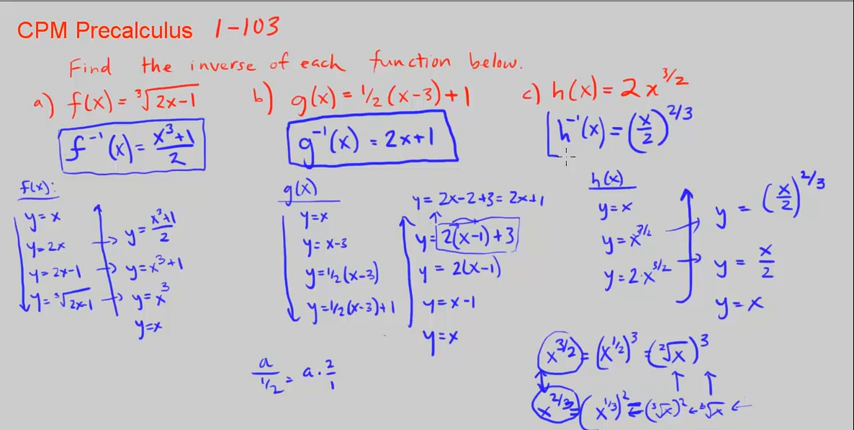 CPM Precalculus 1-103
Find the inverse of each function below.
a) f(x) = ³√(2x-1)
b) g(x) = 1/2 (x-3) + 1
c) h(x) = 2x^(3/2)
f⁻¹(x) = (x³+1)/2
g⁻¹(x) = 2x+1
h⁻¹(x) = (x/2)^(2/3)
f(x):
y=x
y=2x
y=2x-1
y=³√(2x-1)
y=(x³+1)/2
y=x³+1
y=x³
y=x
g(x)
y=x
y=x-3
y=1/2(x-3)
y=1/2(x-3)+1
y=2x-2+3=2x+1
y=2(x-1)+3
y=2(x-1)
y=x-1
y=x
a/(1/2) = a·2/1
h(x)
y=x
y=x^(3/2)
y=2·x^(3/2)
y=(x/2)^(2/3)
y=x/2
y=x
x^(3/2)=(x^(1/2))³=(²√x)³
x^(2/3)=(x^(1/3))²=(³√x)²